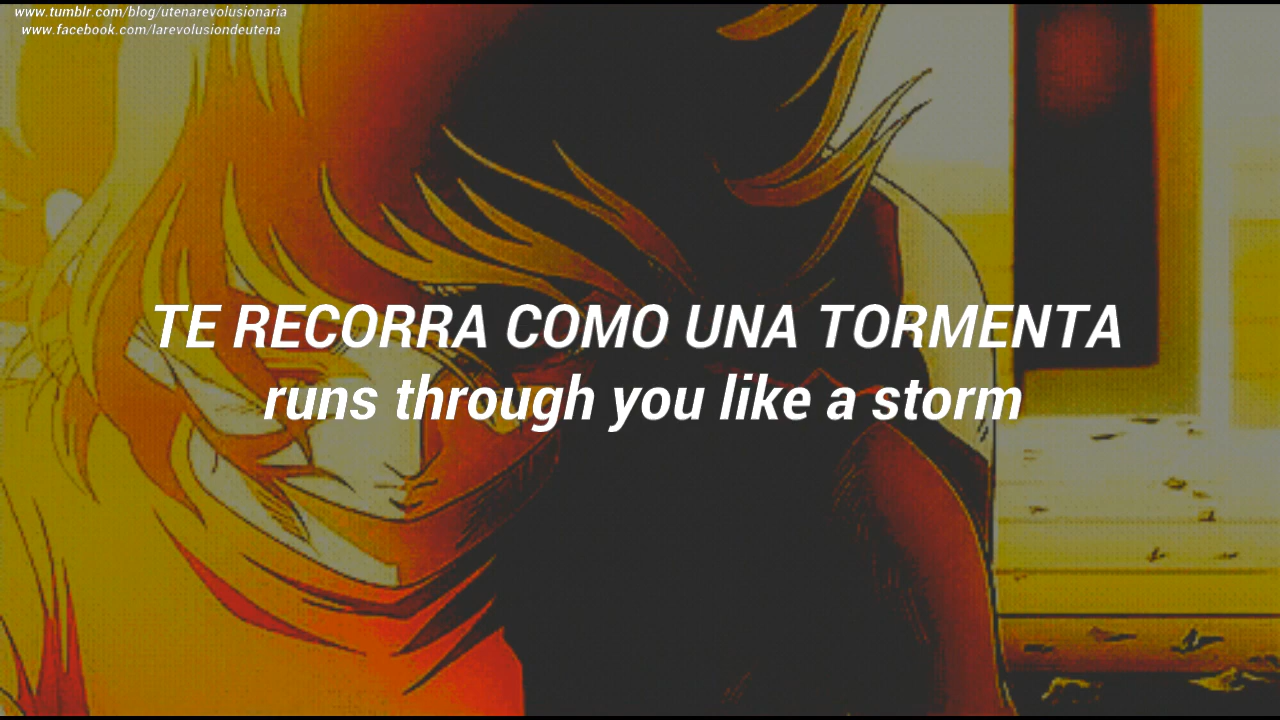 www.tumblr.com/blog/utenarevolusionaria
www.facebook.com/larevolusiondeutena
TE RECORRA COMO UNA TORMENTA
runs through you like a storm